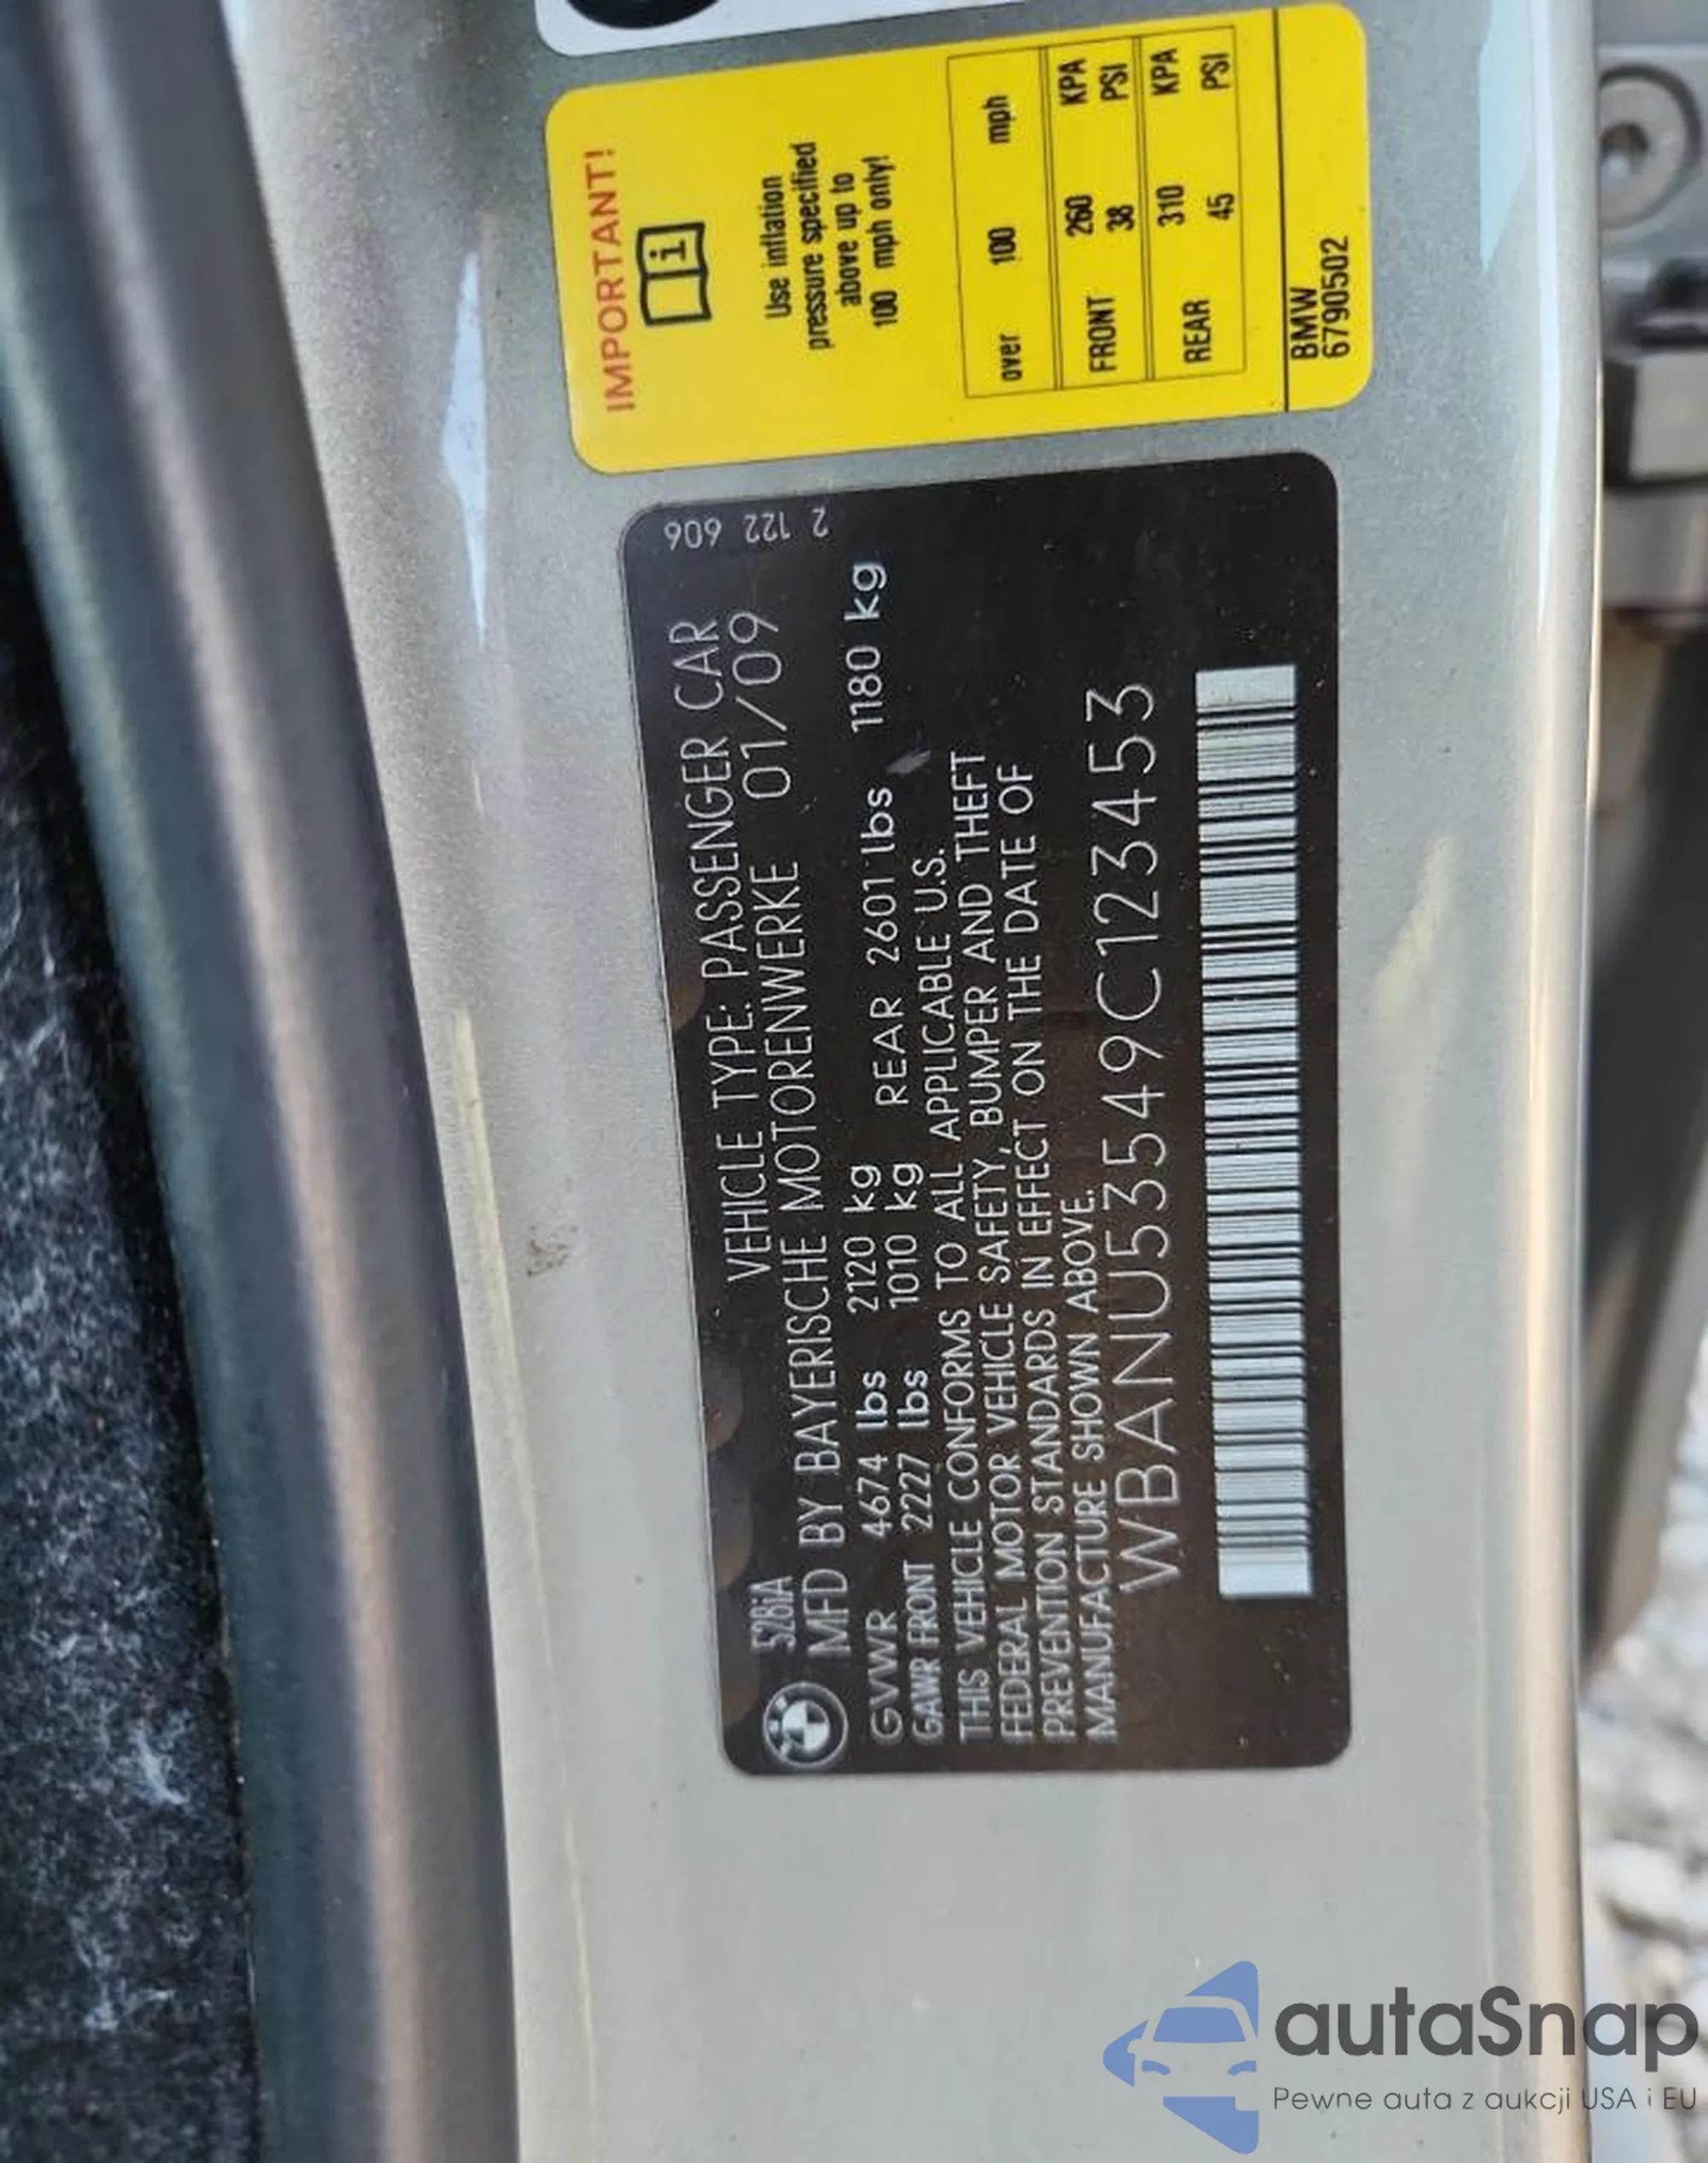 IMPORTANT!
i
Use inflation
pressure specified
above up to
100 mph only!
over 100 mph
FRONT 260 KPA
38 PSI
REAR 310 KPA
45 PSI
BMW
6790502
2 122 606
528iA VEHICLE TYPE: PASSENGER CAR
MFD BY BAYERISCHE MOTORENWERKE 01/09
GVWR 4674 lbs 2120 kg
GAWR FRONT 2227 lbs 1010 kg REAR 2601 lbs 1180 kg
THIS VEHICLE CONFORMS TO ALL APPLICABLE U.S.
FEDERAL MOTOR VEHICLE SAFETY, BUMPER AND THEFT
PREVENTION STANDARDS IN EFFECT ON THE DATE OF
MANUFACTURE SHOWN ABOVE.
WBANU53549C123453
autaSnap
Pewne auta z aukcji USA i EU